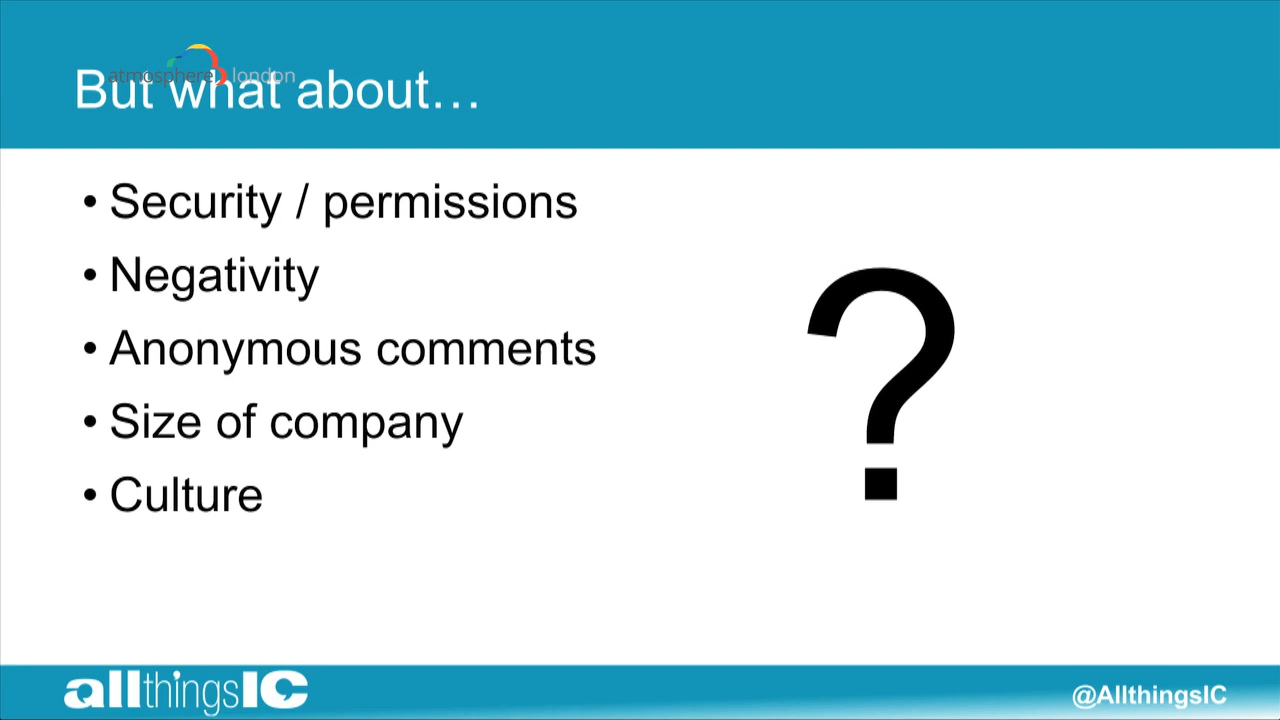 atmosphere london
But what about…
• Security / permissions
• Negativity
• Anonymous comments
• Size of company
• Culture
?
allthingsIC
@AllthingsIC